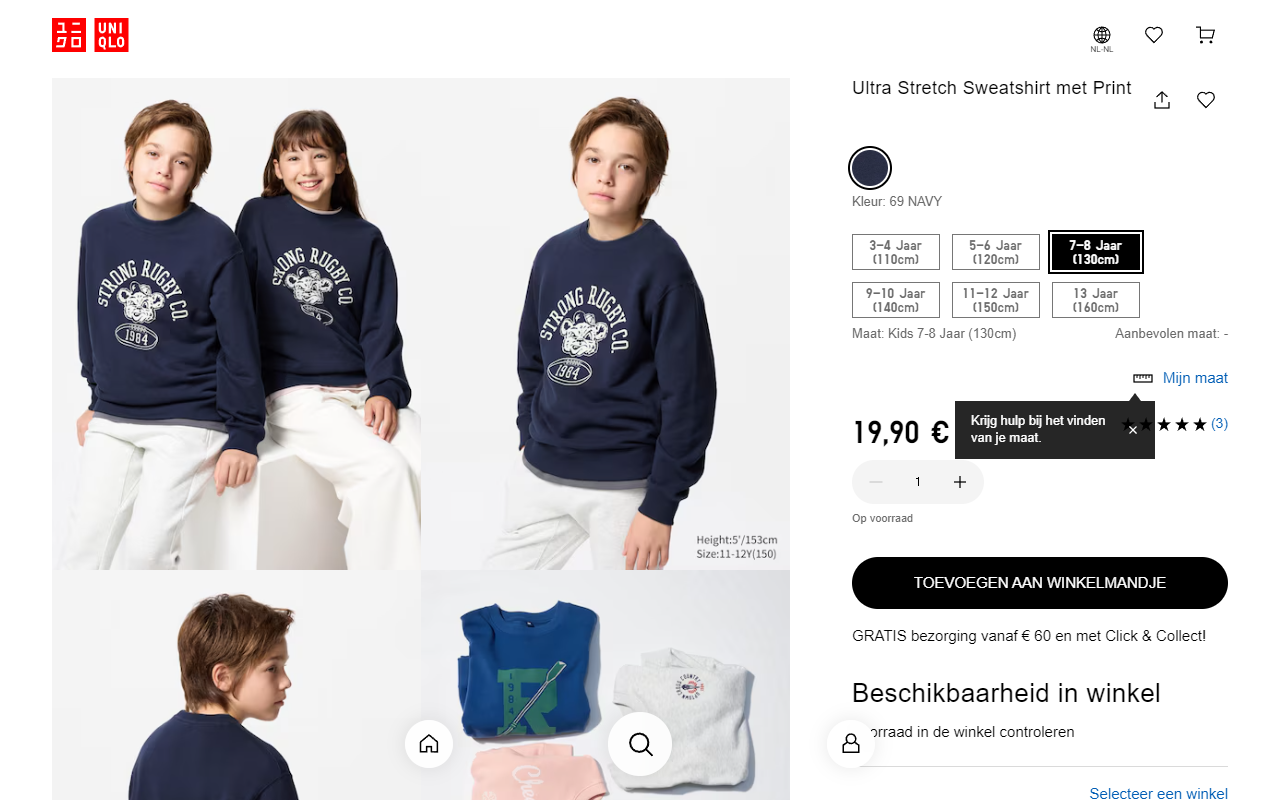 ユニ
クロ
UNI
QLO
NL-NL
STRONG RUGBY CO.
1984
STRONG RUGBY CO.
STRONG RUGBY CO.
1984
Height:5'/153cm
Size:11-12Y(150)
1984
R
Ultra Stretch Sweatshirt met Print
Kleur: 69 NAVY
3–4 Jaar
(110cm)
5–6 Jaar
(120cm)
7–8 Jaar
(130cm)
9–10 Jaar
(140cm)
11–12 Jaar
(150cm)
13 Jaar
(160cm)
Maat: Kids 7-8 Jaar (130cm)
Aanbevolen maat: -
Mijn maat
Krijg hulp bij het vinden
van je maat.
19,90 €
(3)
1
Op voorraad
TOEVOEGEN AAN WINKELMANDJE
GRATIS bezorging vanaf € 60 en met Click & Collect!
Beschikbaarheid in winkel
orraad in de winkel controleren
Selecteer een winkel